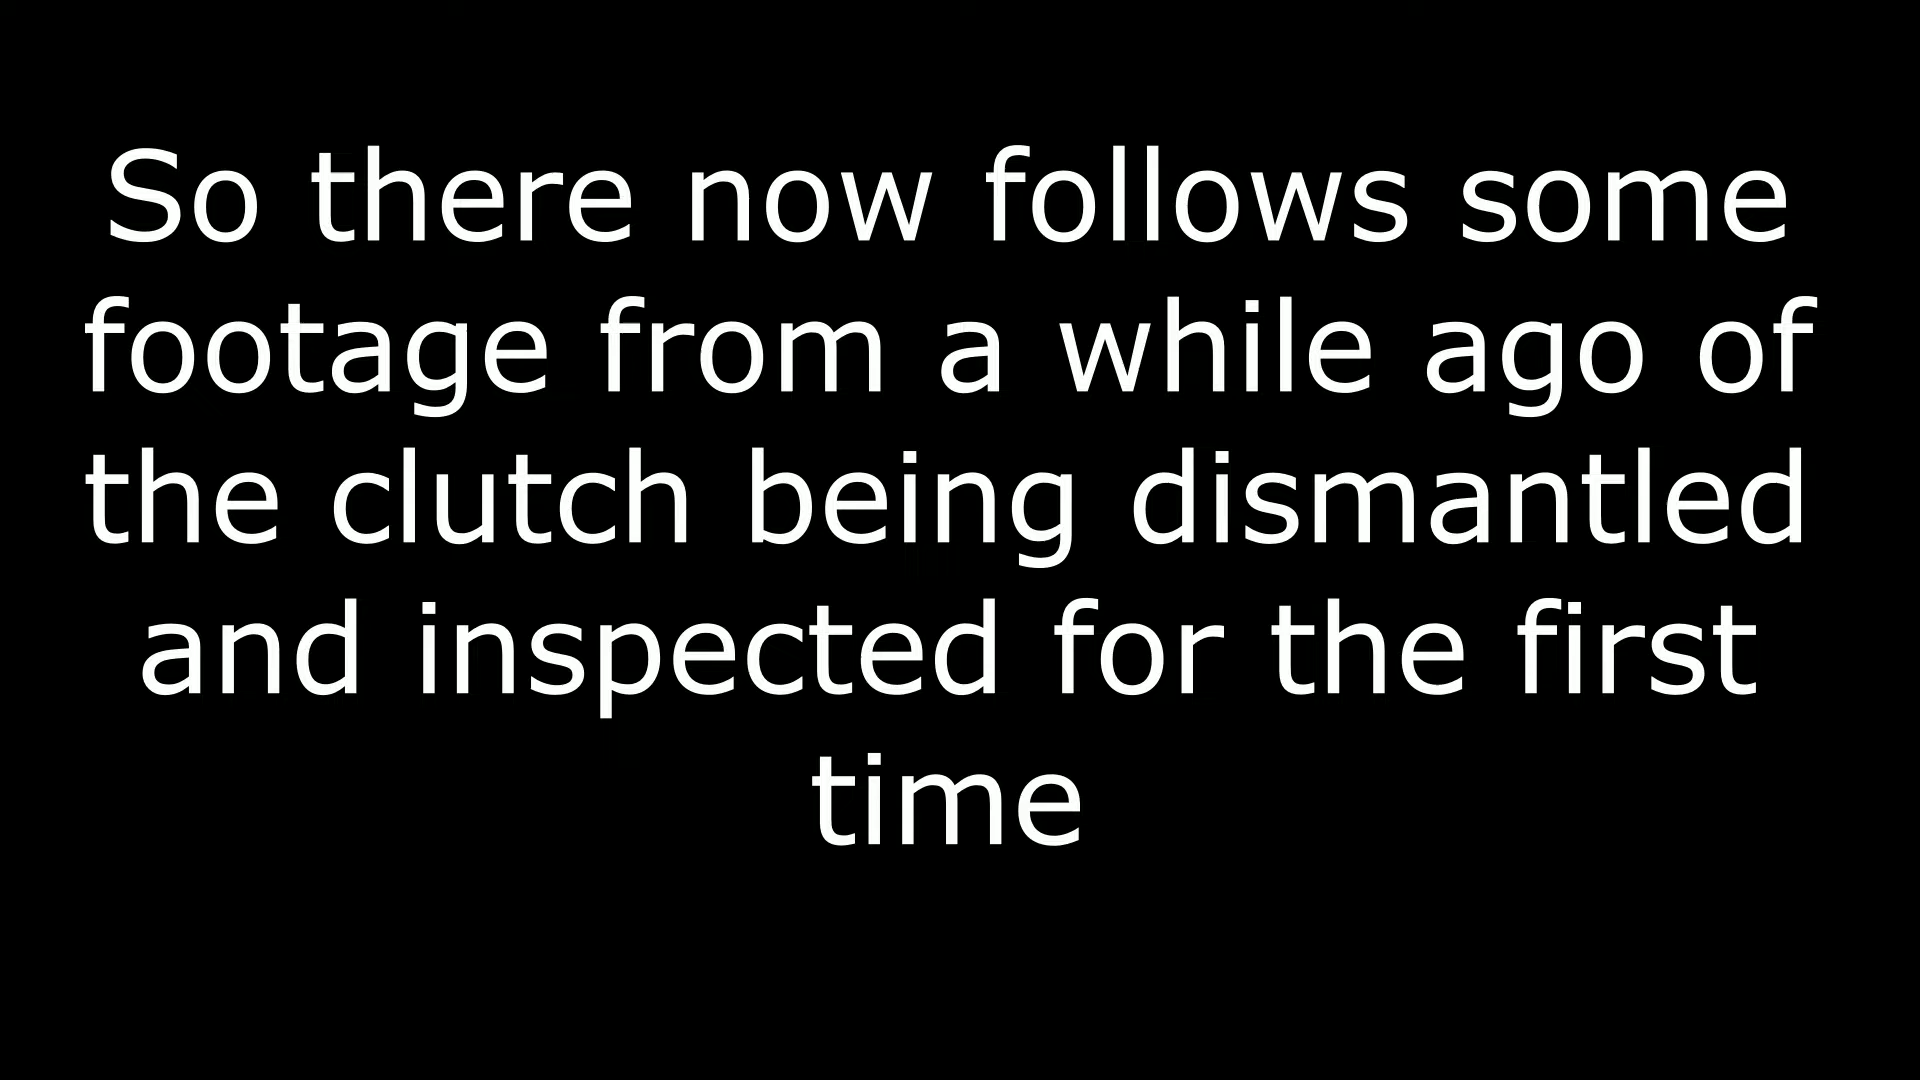 So there now follows some
footage from a while ago of
the clutch being dismantled
and inspected for the first
time